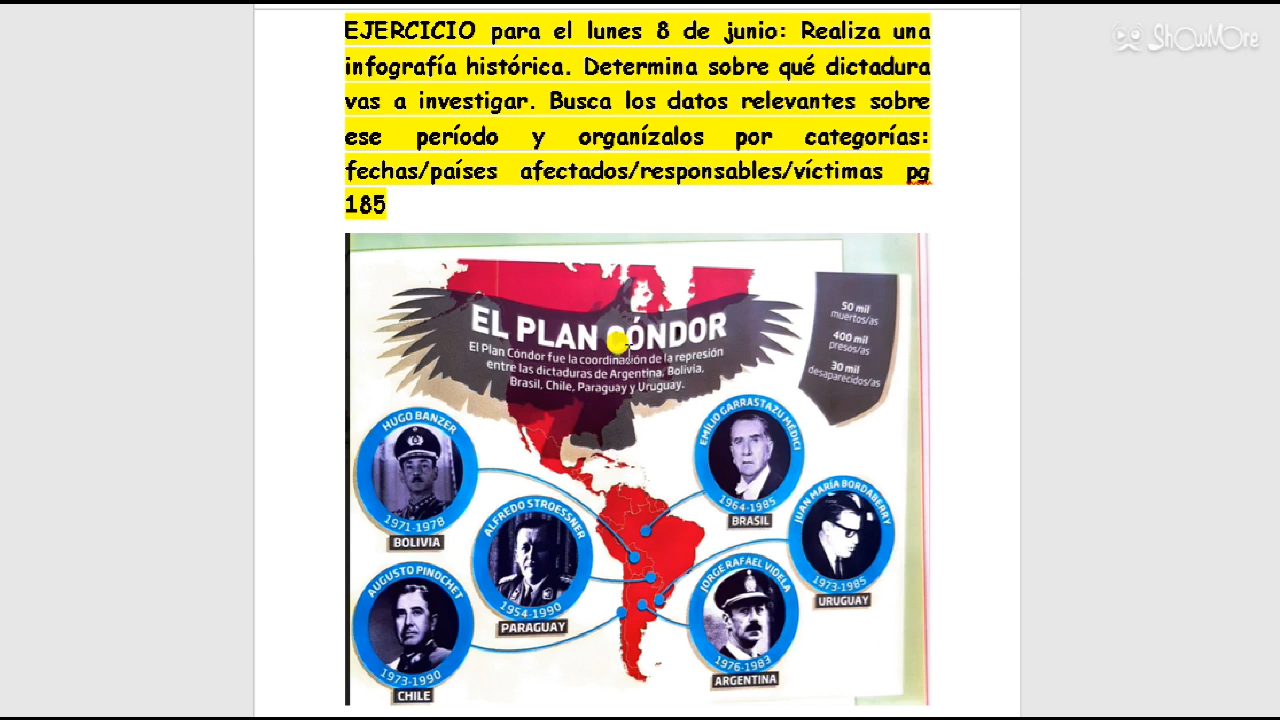 EJERCICIO para el lunes 8 de junio: Realiza una
infografía histórica. Determina sobre qué dictadura
vas a investigar. Busca los datos relevantes sobre
ese período y organízalos por categorías:
fechas/países afectados/responsables/víctimas pg
185
ShowMore
EL PLAN CÓNDOR
El Plan Cóndor fue la coordinación de la represión
entre las dictaduras de Argentina, Bolivia,
Brasil, Chile, Paraguay y Uruguay.
50 mil
muertos/as
400 mil
presos/as
30 mil
desaparecidos/as
HUGO BANZER
1971-1978
BOLIVIA
ALFREDO STROESSNER
1954-1990
PARAGUAY
AUGUSTO PINOCHET
1973-1990
CHILE
EMILIO GARRASTAZU MÉDICI
1964-1985
BRASIL
JUAN MARÍA BORDABERRY
1973-1985
URUGUAY
JORGE RAFAEL VIDELA
1976-1983
ARGENTINA